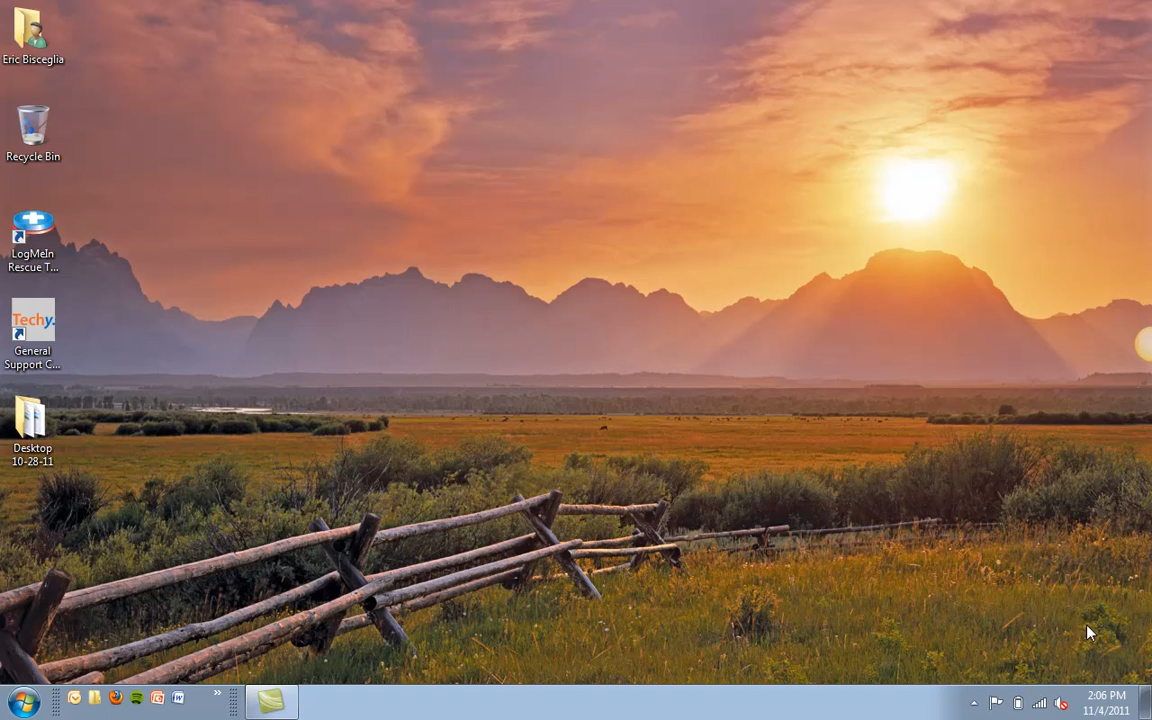 Eric Bisceglia
Recycle Bin
LogMeIn
Rescue T...
Techy.
General
Support C...
Desktop
10-28-11
»
2:06 PM
11/4/2011